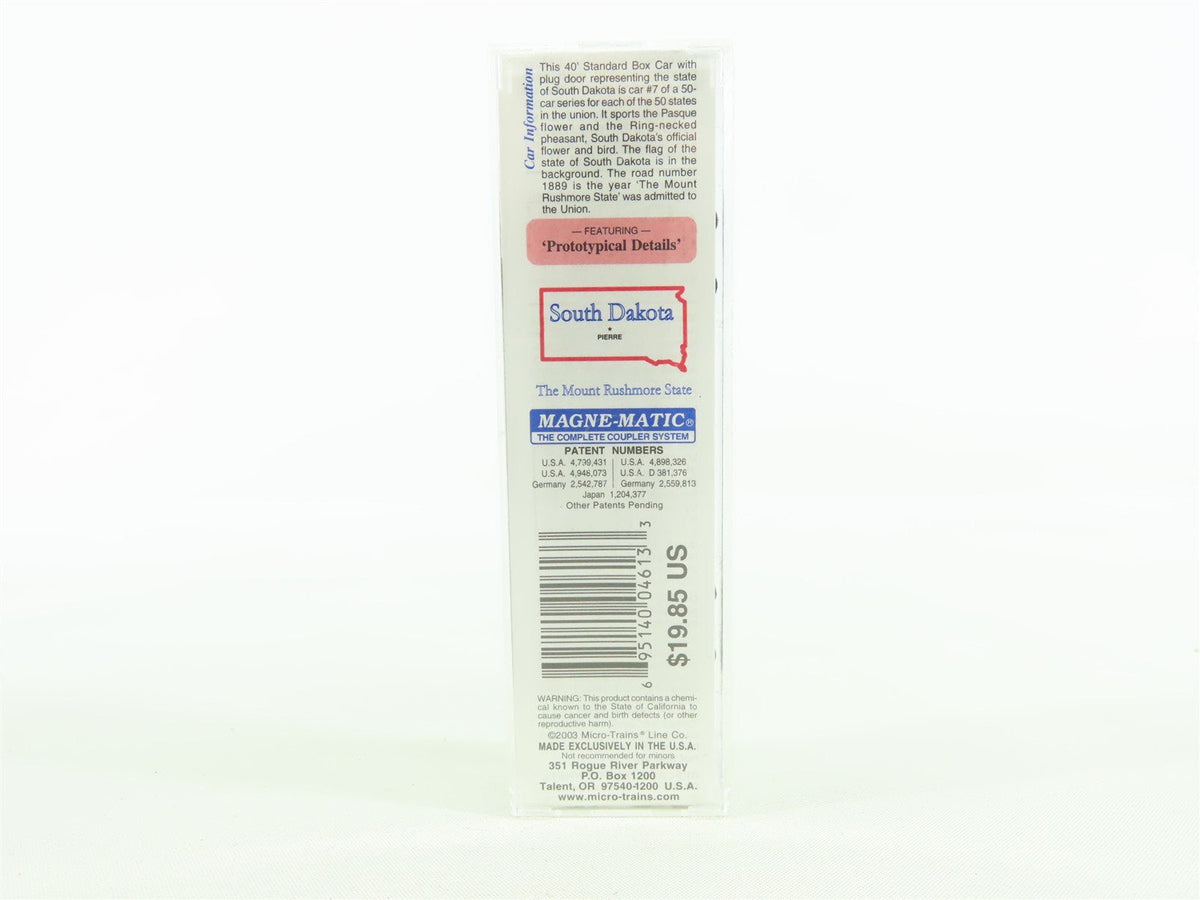 Car Information
This 40' Standard Box Car with
plug door representing the state
of South Dakota is car #7 of a 50-
car series for each of the 50 states
in the union. It sports the Pasque
flower and the Ring-necked
pheasant, South Dakota's official
flower and bird. The flag of the
state of South Dakota is in the
background. The road number
1889 is the year 'The Mount
Rushmore State' was admitted to
the Union.
— FEATURING —
'Prototypical Details'
South Dakota
PIERRE
The Mount Rushmore State
MAGNE-MATIC®
THE COMPLETE COUPLER SYSTEM
PATENT NUMBERS
U.S.A. 4,799,431 | U.S.A. 4,898,326
U.S.A. 4,946,073 | U.S.A. D 381,376
Germany 2,542,787 | Germany 2,559,813
Japan 1,204,377
Other Patents Pending
6 95140 04613 3
$19.85 US
WARNING: This product contains a chemi-
cal known to the State of California to
cause cancer and birth defects (or other
reproductive harm).
©2003 Micro-Trains® Line Co.
MADE EXCLUSIVELY IN THE U.S.A.
Not recommended for minors
351 Rogue River Parkway
P.O. Box 1200
Talent, OR 97540-1200 U.S.A.
www.micro-trains.com